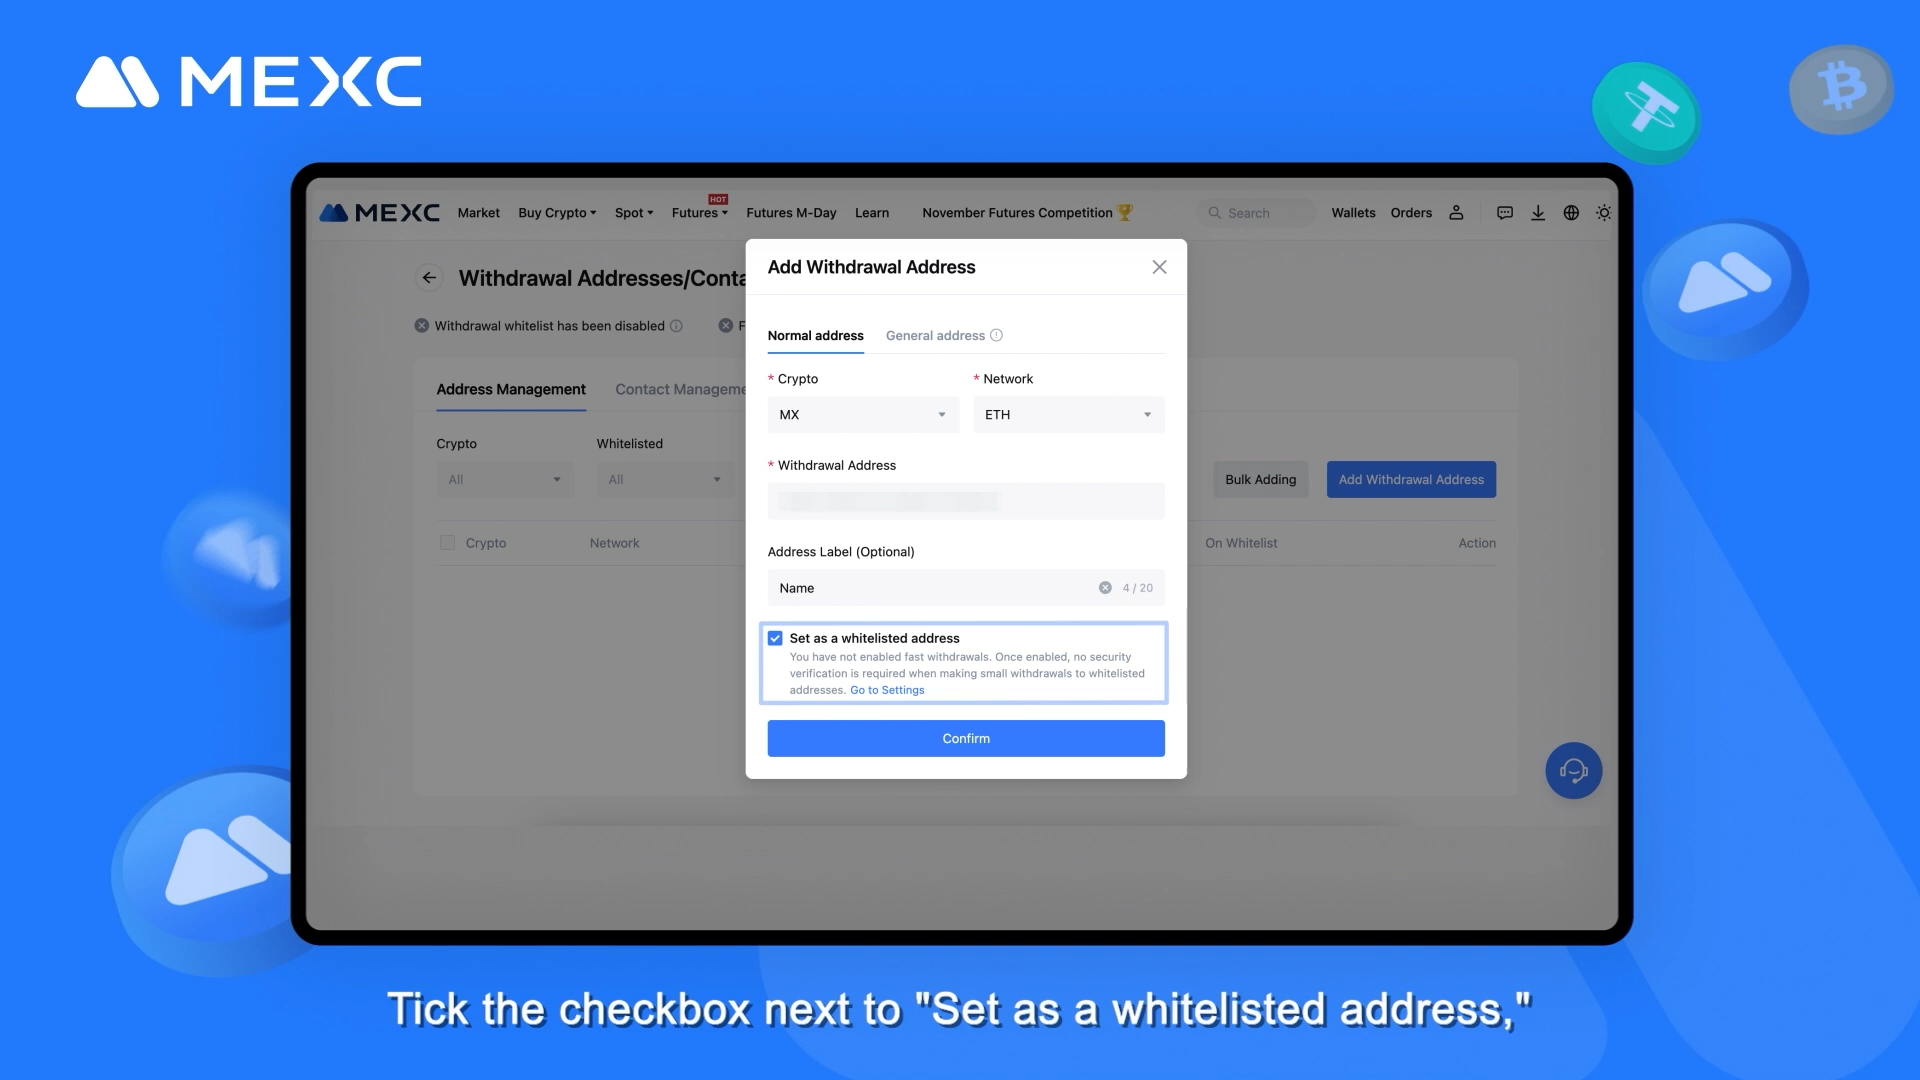 MEXC
MEXC Market Buy Crypto Spot Futures HOT Futures M-Day Learn November Futures Competition Search Wallets Orders
Add Withdrawal Address
Withdrawal Addresses/Conta
Withdrawal whitelist has been disabled F
Normal address General address
Address Management Contact Manageme
* Crypto * Network
MX ETH
Crypto Whitelisted
All All
* Withdrawal Address
Bulk Adding Add Withdrawal Address
Crypto Network On Whitelist Action
Address Label (Optional)
Name 4 / 20
Set as a whitelisted address
You have not enabled fast withdrawals. Once enabled, no security
verification is required when making small withdrawals to whitelisted
addresses. Go to Settings
Confirm
Tick the checkbox next to "Set as a whitelisted address,"